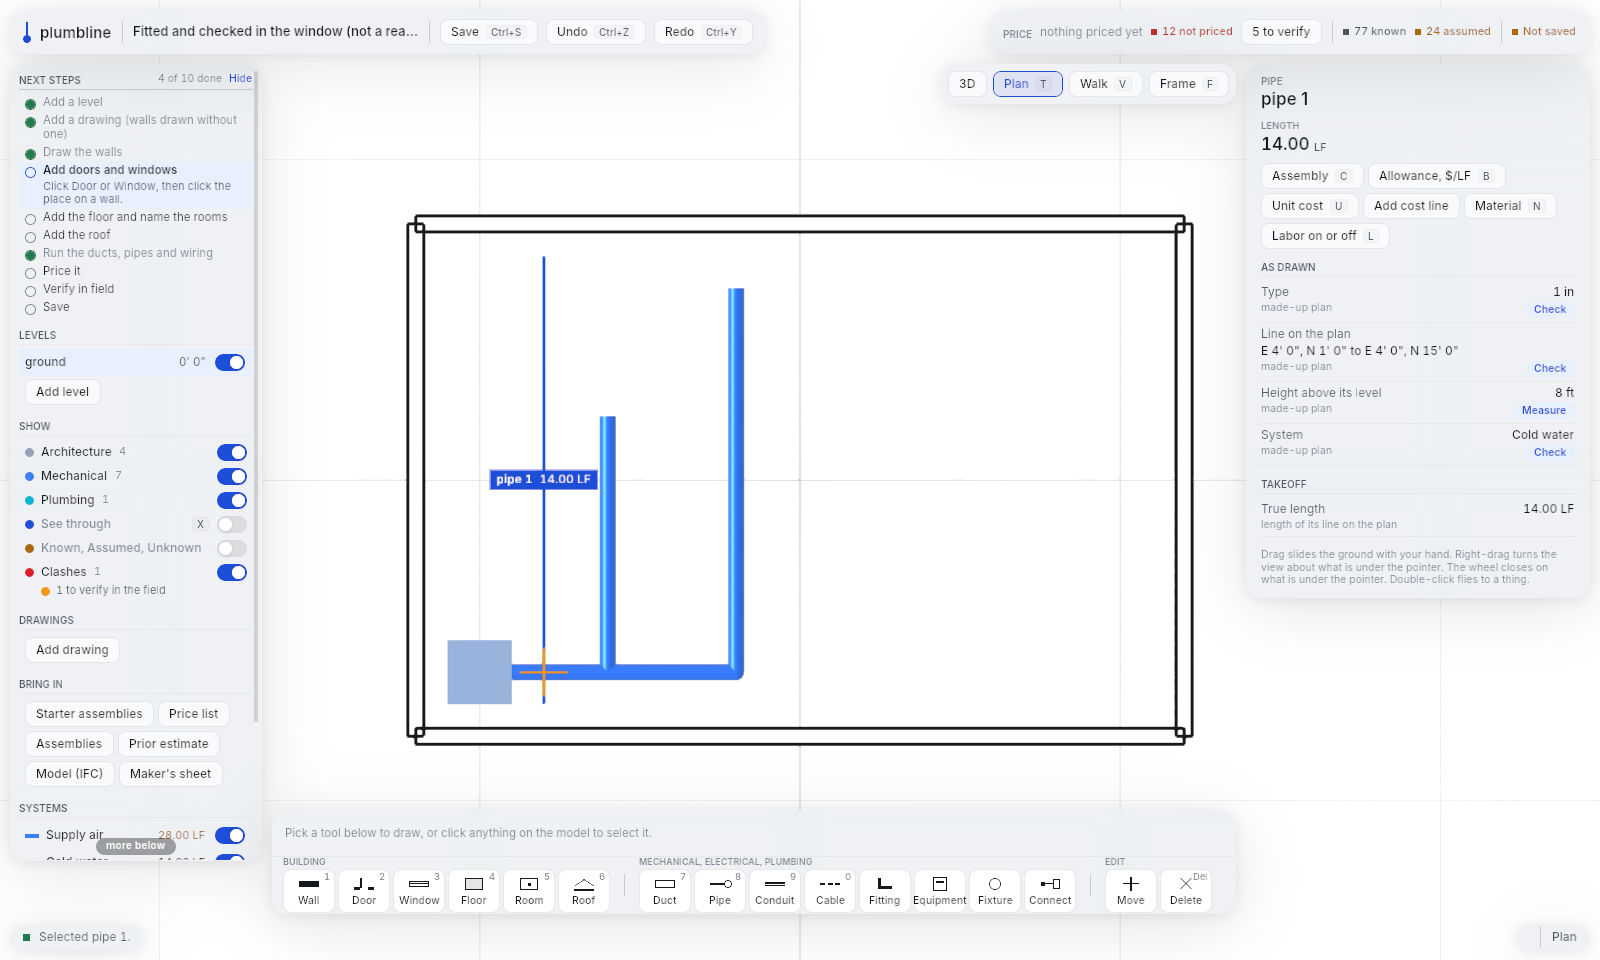 plumbline
Fitted and checked in the window (not a rea...
Save Ctrl+S
Undo Ctrl+Z
Redo Ctrl+Y
PRICE nothing priced yet
12 not priced
5 to verify
77 known
24 assumed
Not saved
NEXT STEPS 4 of 10 done Hide
Add a level
Add a drawing (walls drawn without
one)
Draw the walls
Add doors and windows
Click Door or Window, then click the
place on a wall.
Add the floor and name the rooms
Add the roof
Run the ducts, pipes and wiring
Price it
Verify in field
Save
LEVELS
ground 0' 0"
Add level
SHOW
Architecture 4
Mechanical 7
Plumbing 1
See through X
Known, Assumed, Unknown
Clashes 1
1 to verify in the field
DRAWINGS
Add drawing
BRING IN
Starter assemblies Price list
Assemblies Prior estimate
Model (IFC) Maker's sheet
SYSTEMS
Supply air 28.00 LF
more below
3D
Plan T
Walk V
Frame F
pipe 1 14.00 LF
PIPE
pipe 1
LENGTH
14.00 LF
Assembly C
Allowance, $/LF B
Unit cost U
Add cost line
Material N
Labor on or off L
AS DRAWN
Type 1 in
made-up plan Check
Line on the plan
E 4' 0", N 1' 0" to E 4' 0", N 15' 0"
made-up plan Check
Height above its level 8 ft
made-up plan Measure
System Cold water
made-up plan Check
TAKEOFF
True length 14.00 LF
length of its line on the plan
Drag slides the ground with your hand. Right-drag turns the
view about what is under the pointer. The wheel closes on
what is under the pointer. Double-click flies to a thing.
Pick a tool below to draw, or click anything on the model to select it.
BUILDING
Wall 1
Door 2
Window 3
Floor 4
Room 5
Roof 6
MECHANICAL, ELECTRICAL, PLUMBING
Duct 7
Pipe 8
Conduit 9
Cable 0
Fitting
Equipment
Fixture
Connect
EDIT
Move
Delete Del
Selected pipe 1.
Plan